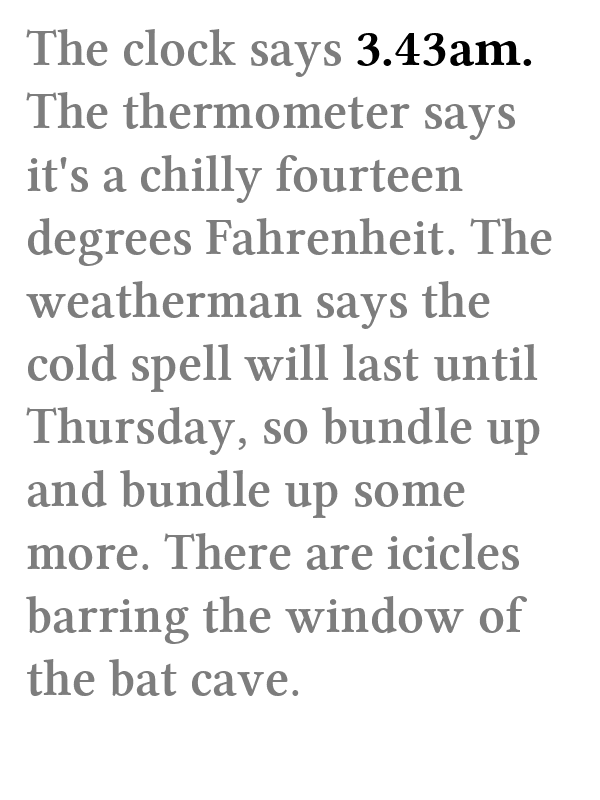 The clock says 3.43am.
The thermometer says
it's a chilly fourteen
degrees Fahrenheit. The
weatherman says the
cold spell will last until
Thursday, so bundle up
and bundle up some
more. There are icicles
barring the window of
the bat cave.